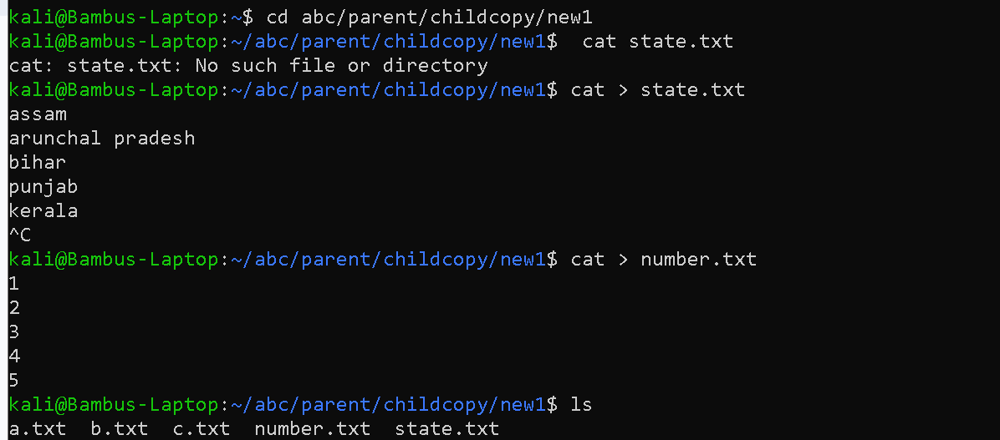 kali@Bambus-Laptop:~$ cd abc/parent/childcopy/new1
kali@Bambus-Laptop:~/abc/parent/childcopy/new1$  cat state.txt
cat: state.txt: No such file or directory
kali@Bambus-Laptop:~/abc/parent/childcopy/new1$ cat > state.txt
assam
arunchal pradesh
bihar
punjab
kerala
^C
kali@Bambus-Laptop:~/abc/parent/childcopy/new1$ cat > number.txt
1
2
3
4
5
kali@Bambus-Laptop:~/abc/parent/childcopy/new1$ ls
a.txt  b.txt  c.txt  number.txt  state.txt